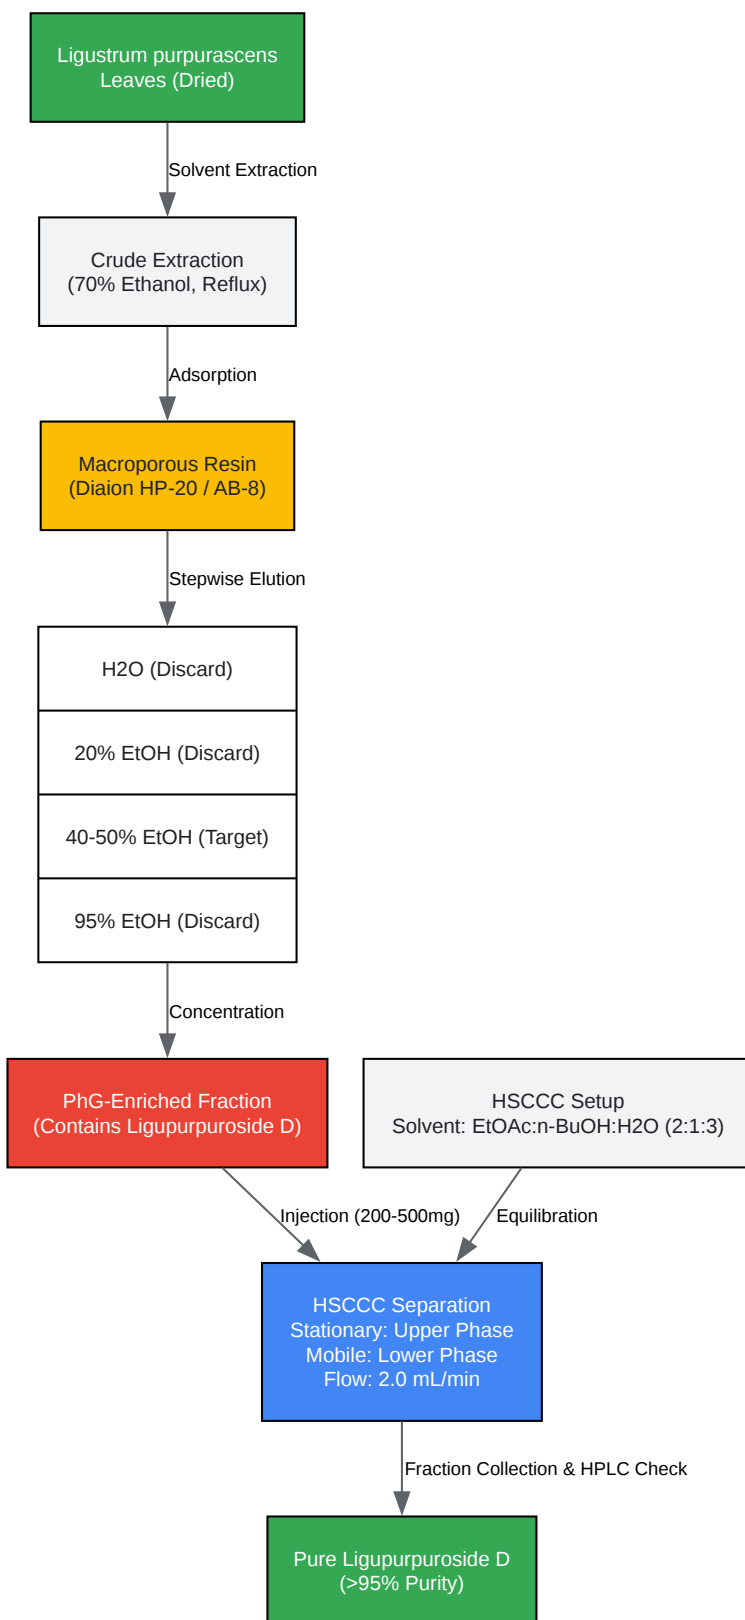 Ligustrum purpurascens
Leaves (Dried)
Solvent Extraction
Crude Extraction
(70% Ethanol, Reflux)
Adsorption
Macroporous Resin
(Diaion HP-20 / AB-8)
Stepwise Elution
H2O (Discard)
20% EtOH (Discard)
40-50% EtOH (Target)
95% EtOH (Discard)
Concentration
PhG-Enriched Fraction
(Contains Ligupurpuroside D)
HSCCC Setup
Solvent: EtOAc:n-BuOH:H2O (2:1:3)
Injection (200-500mg)
Equilibration
HSCCC Separation
Stationary: Upper Phase
Mobile: Lower Phase
Flow: 2.0 mL/min
Fraction Collection & HPLC Check
Pure Ligupurpuroside D
(>95% Purity)